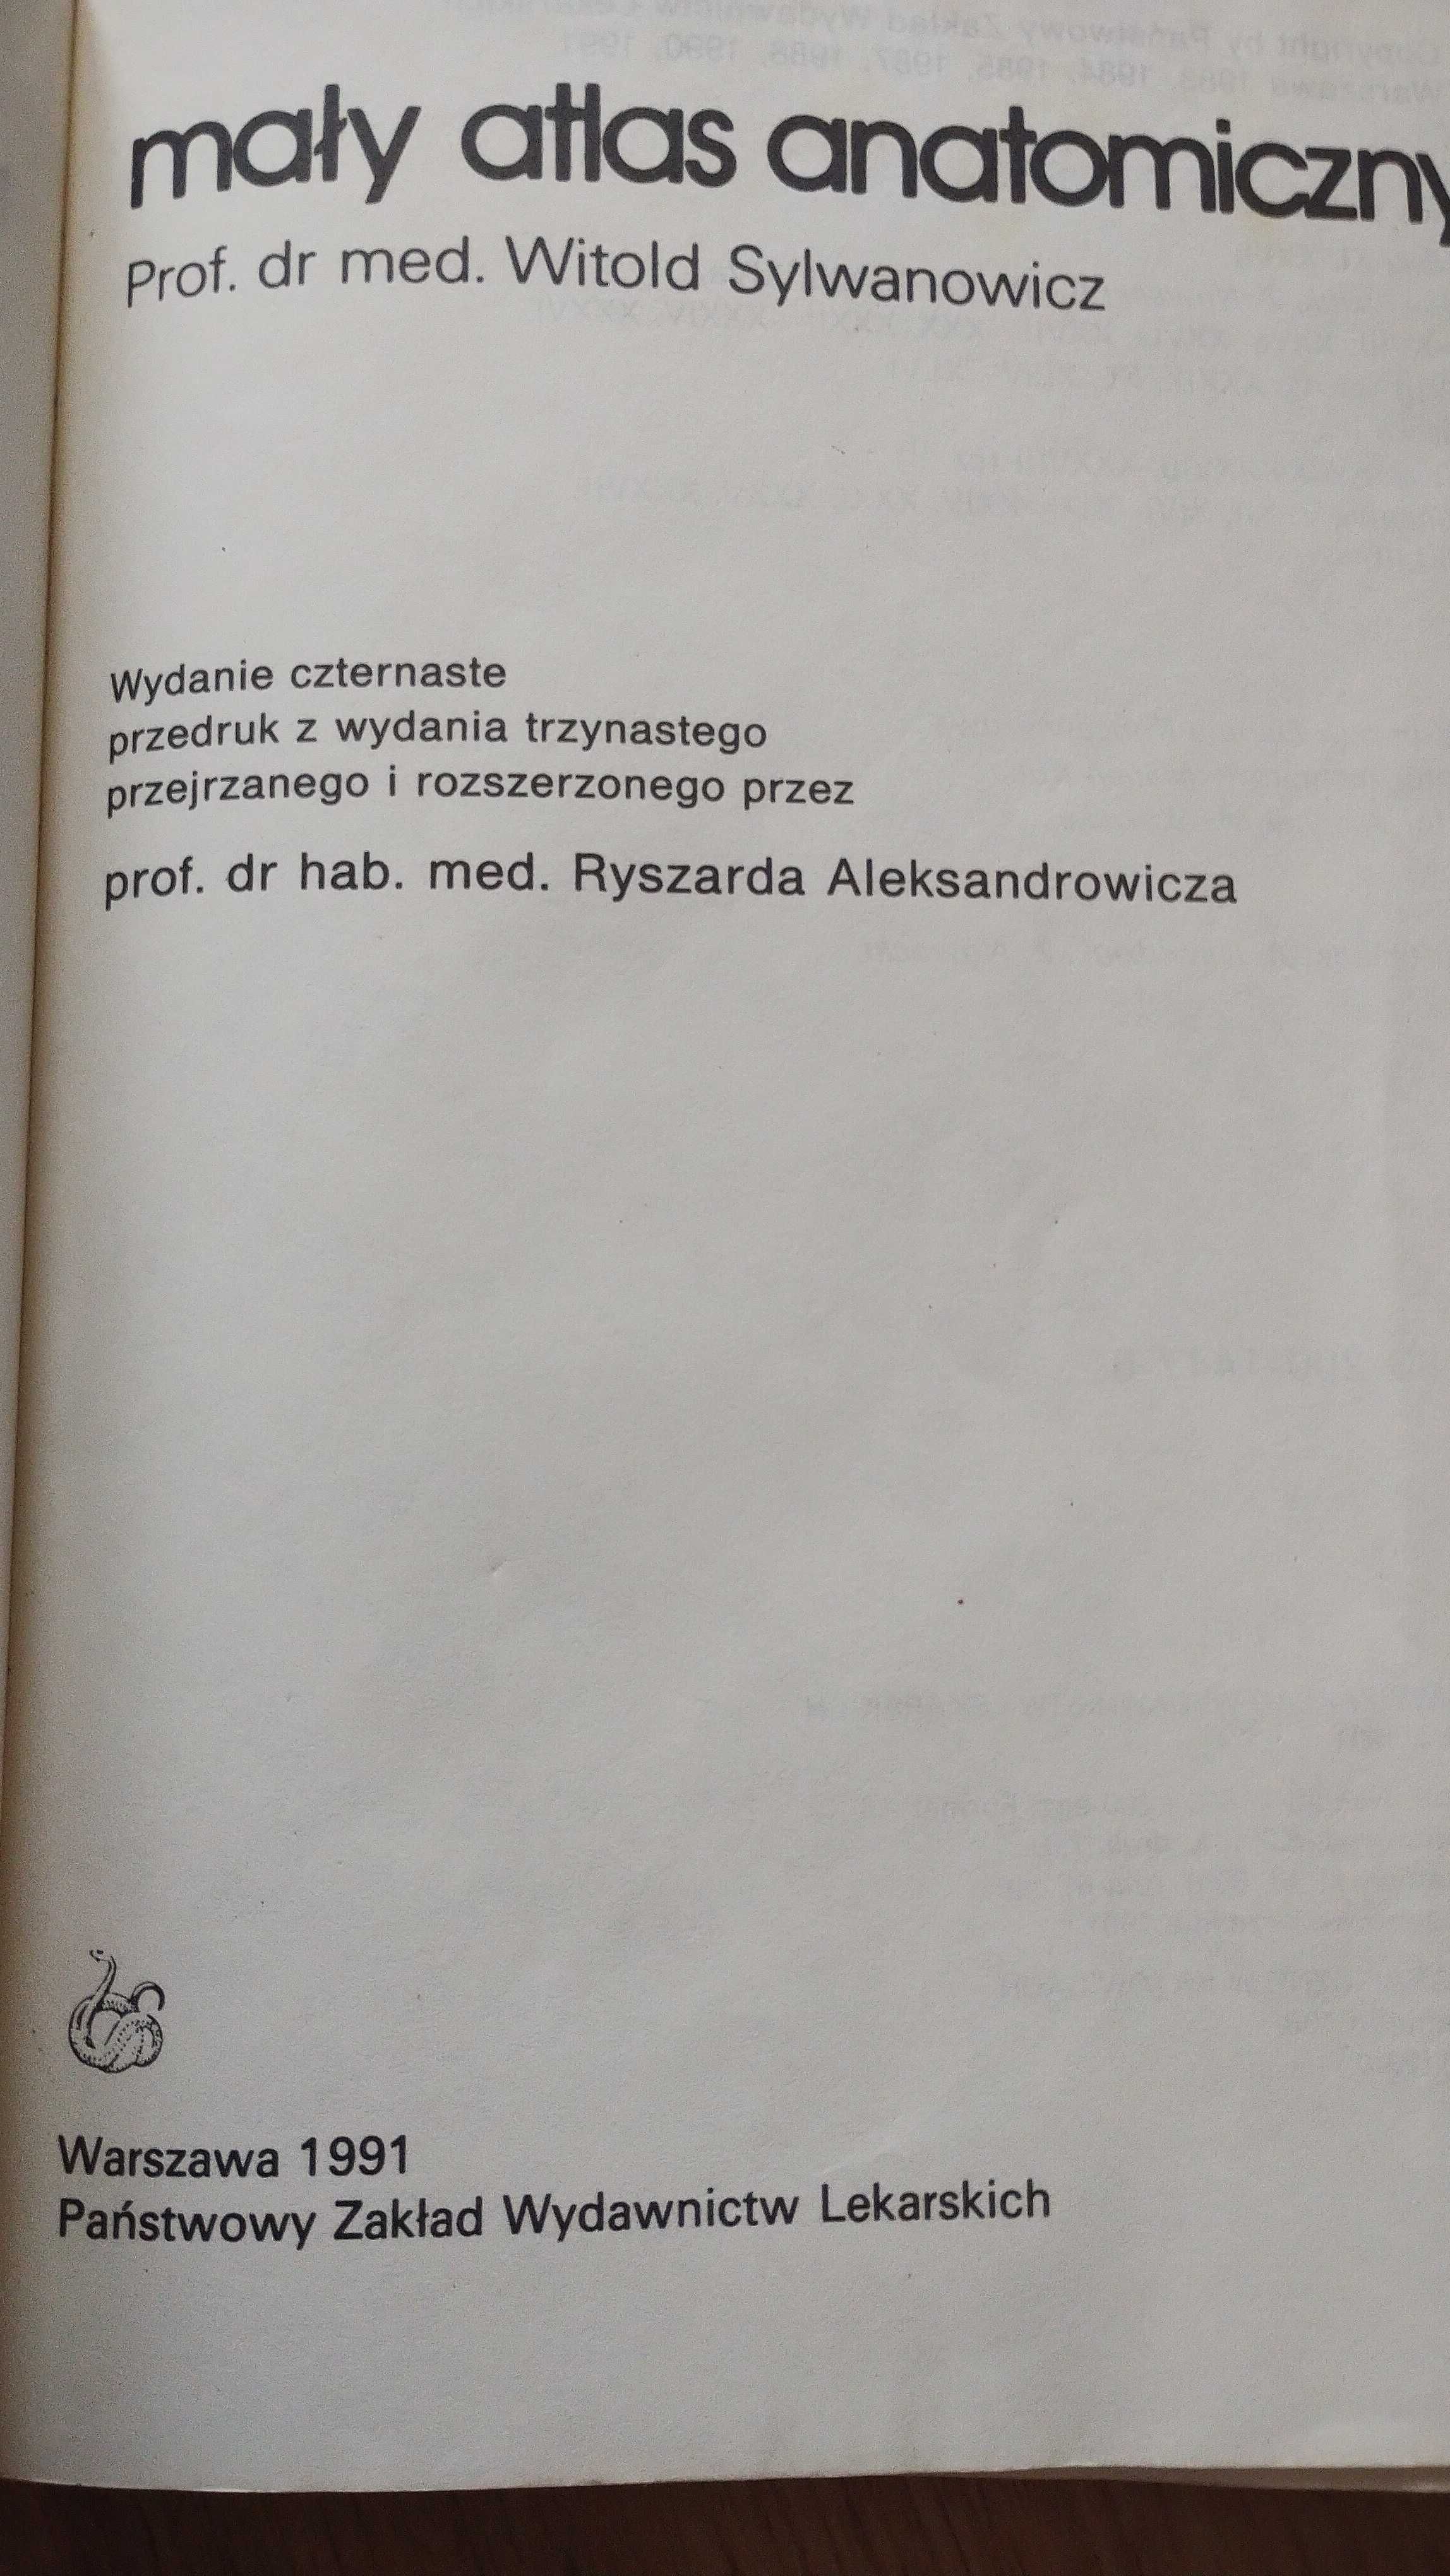 mały atlas anatomiczny
Prof. dr med. Witold Sylwanowicz
Wydanie czternaste
przedruk z wydania trzynastego
przejrzanego i rozszerzonego przez
prof. dr hab. med. Ryszarda Aleksandrowicza
Warszawa 1991
Państwowy Zakład Wydawnictw Lekarskich